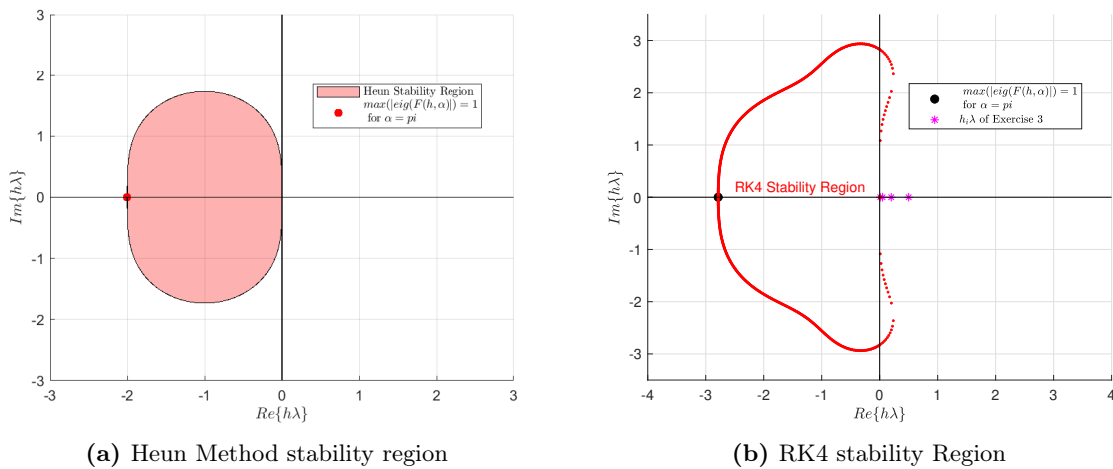 3
2
1
0
-1
-2
-3
-3
-2
-1
0
1
2
3
Im{hλ}
Re{hλ}
Heun Stability Region
max(|eig(F(h, α)|) = 1
for α = pi
(a) Heun Method stability region
3
2
1
0
-1
-2
-3
-4
-3
-2
-1
0
1
2
3
4
Im{hλ}
Re{hλ}
max(|eig(F(h, α)|) = 1
for α = pi
h_iλ of Exercise 3
RK4 Stability Region
(b) RK4 stability Region